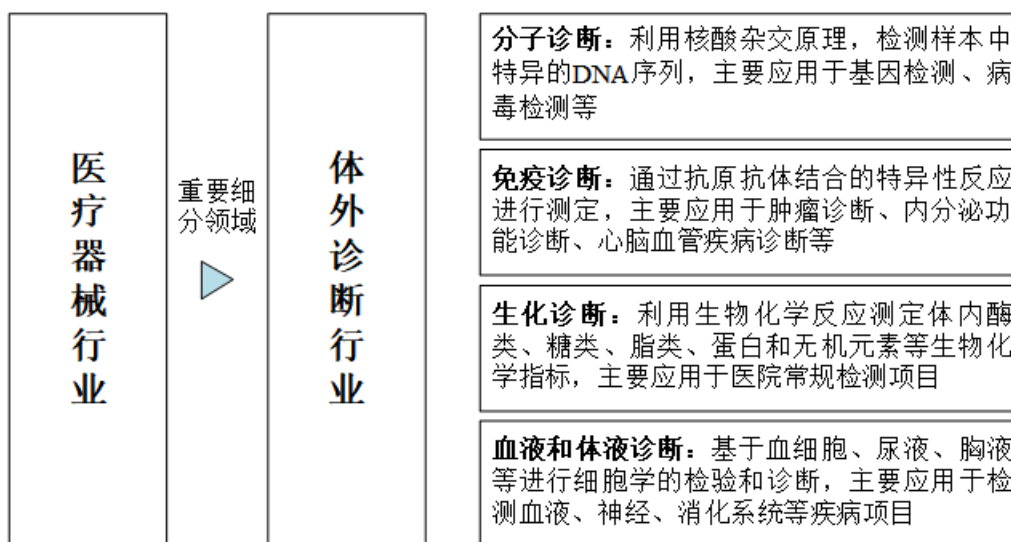 医疗器械行业
重要细
分领域
体外诊断行业
分子诊断：利用核酸杂交原理，检测样本中
特异的DNA序列，主要应用于基因检测、病
毒检测等
免疫诊断：通过抗原抗体结合的特异性反应
进行测定，主要应用于肿瘤诊断、内分泌功
能诊断、心脑血管疾病诊断等
生化诊断：利用生物化学反应测定体内酶
类、糖类、脂类、蛋白和无机元素等生物化
学指标，主要应用于医院常规检测项目
血液和体液诊断：基于血细胞、尿液、胸液
等进行细胞学的检验和诊断，主要应用于检
测血液、神经、消化系统等疾病项目